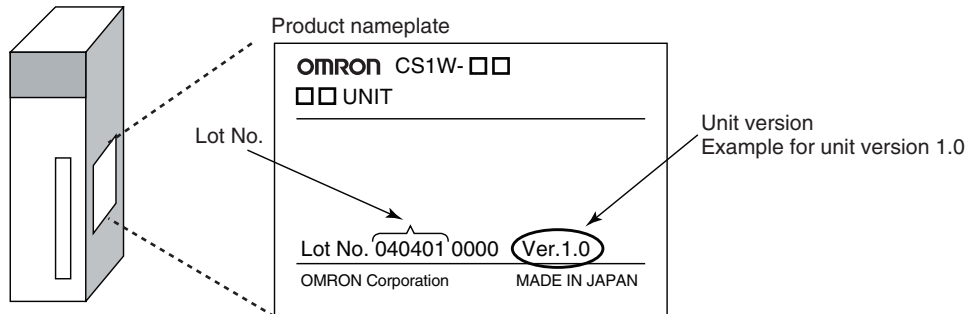 Product nameplate
OMRON CS1W-□□
□□ UNIT
Lot No.
Unit version
Example for unit version 1.0
Lot No. 040401 0000 Ver.1.0
OMRON Corporation MADE IN JAPAN